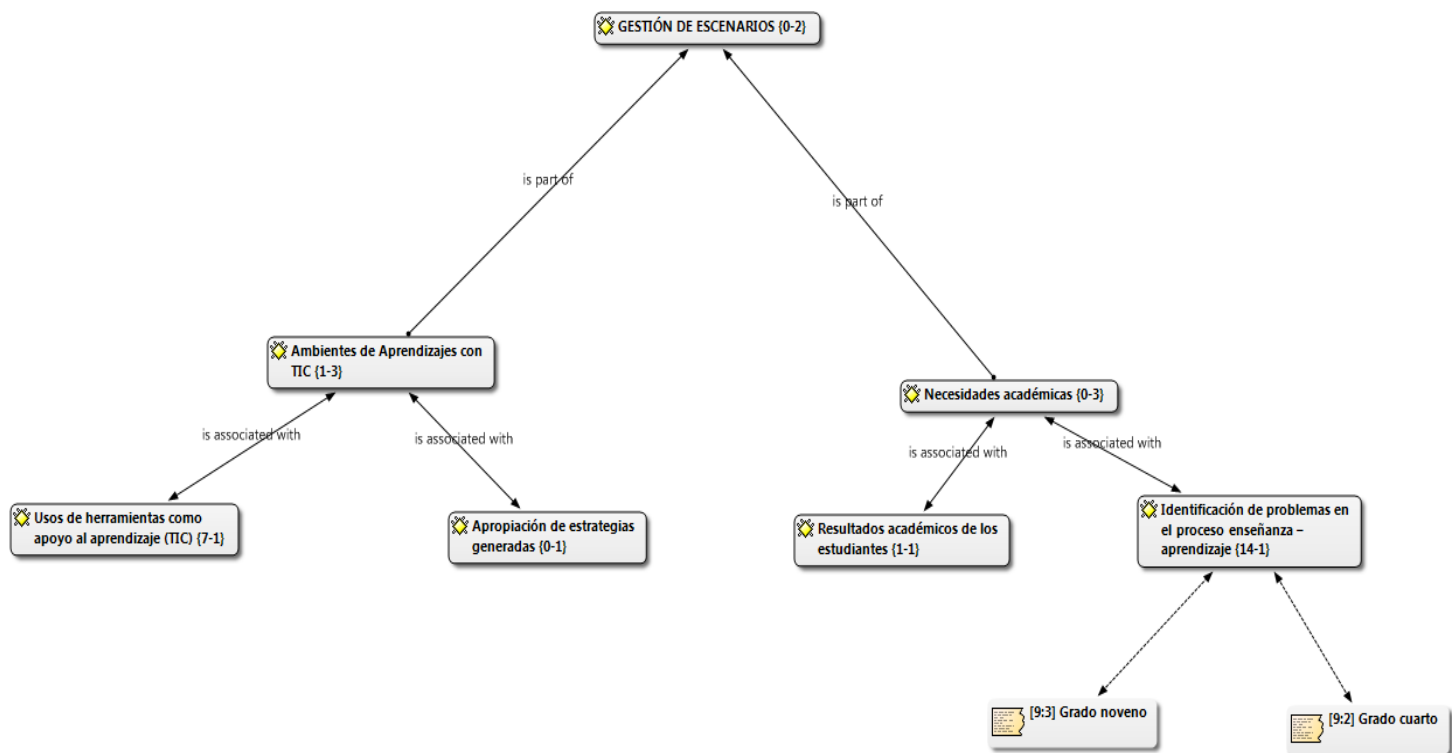 GESTIÓN DE ESCENARIOS {0-2}
is part of
is part of
Ambientes de Aprendizajes con
TIC {1-3}
Necesidades académicas {0-3}
is associated with
is associated with
is associated with
is associated with
Usos de herramientas como
apoyo al aprendizaje (TIC) {7-1}
Apropiación de estrategias
generadas {0-1}
Resultados académicos de los
estudiantes {1-1}
Identificación de problemas en
el proceso enseñanza –
aprendizaje {14-1}
[9:3] Grado noveno
[9:2] Grado cuarto